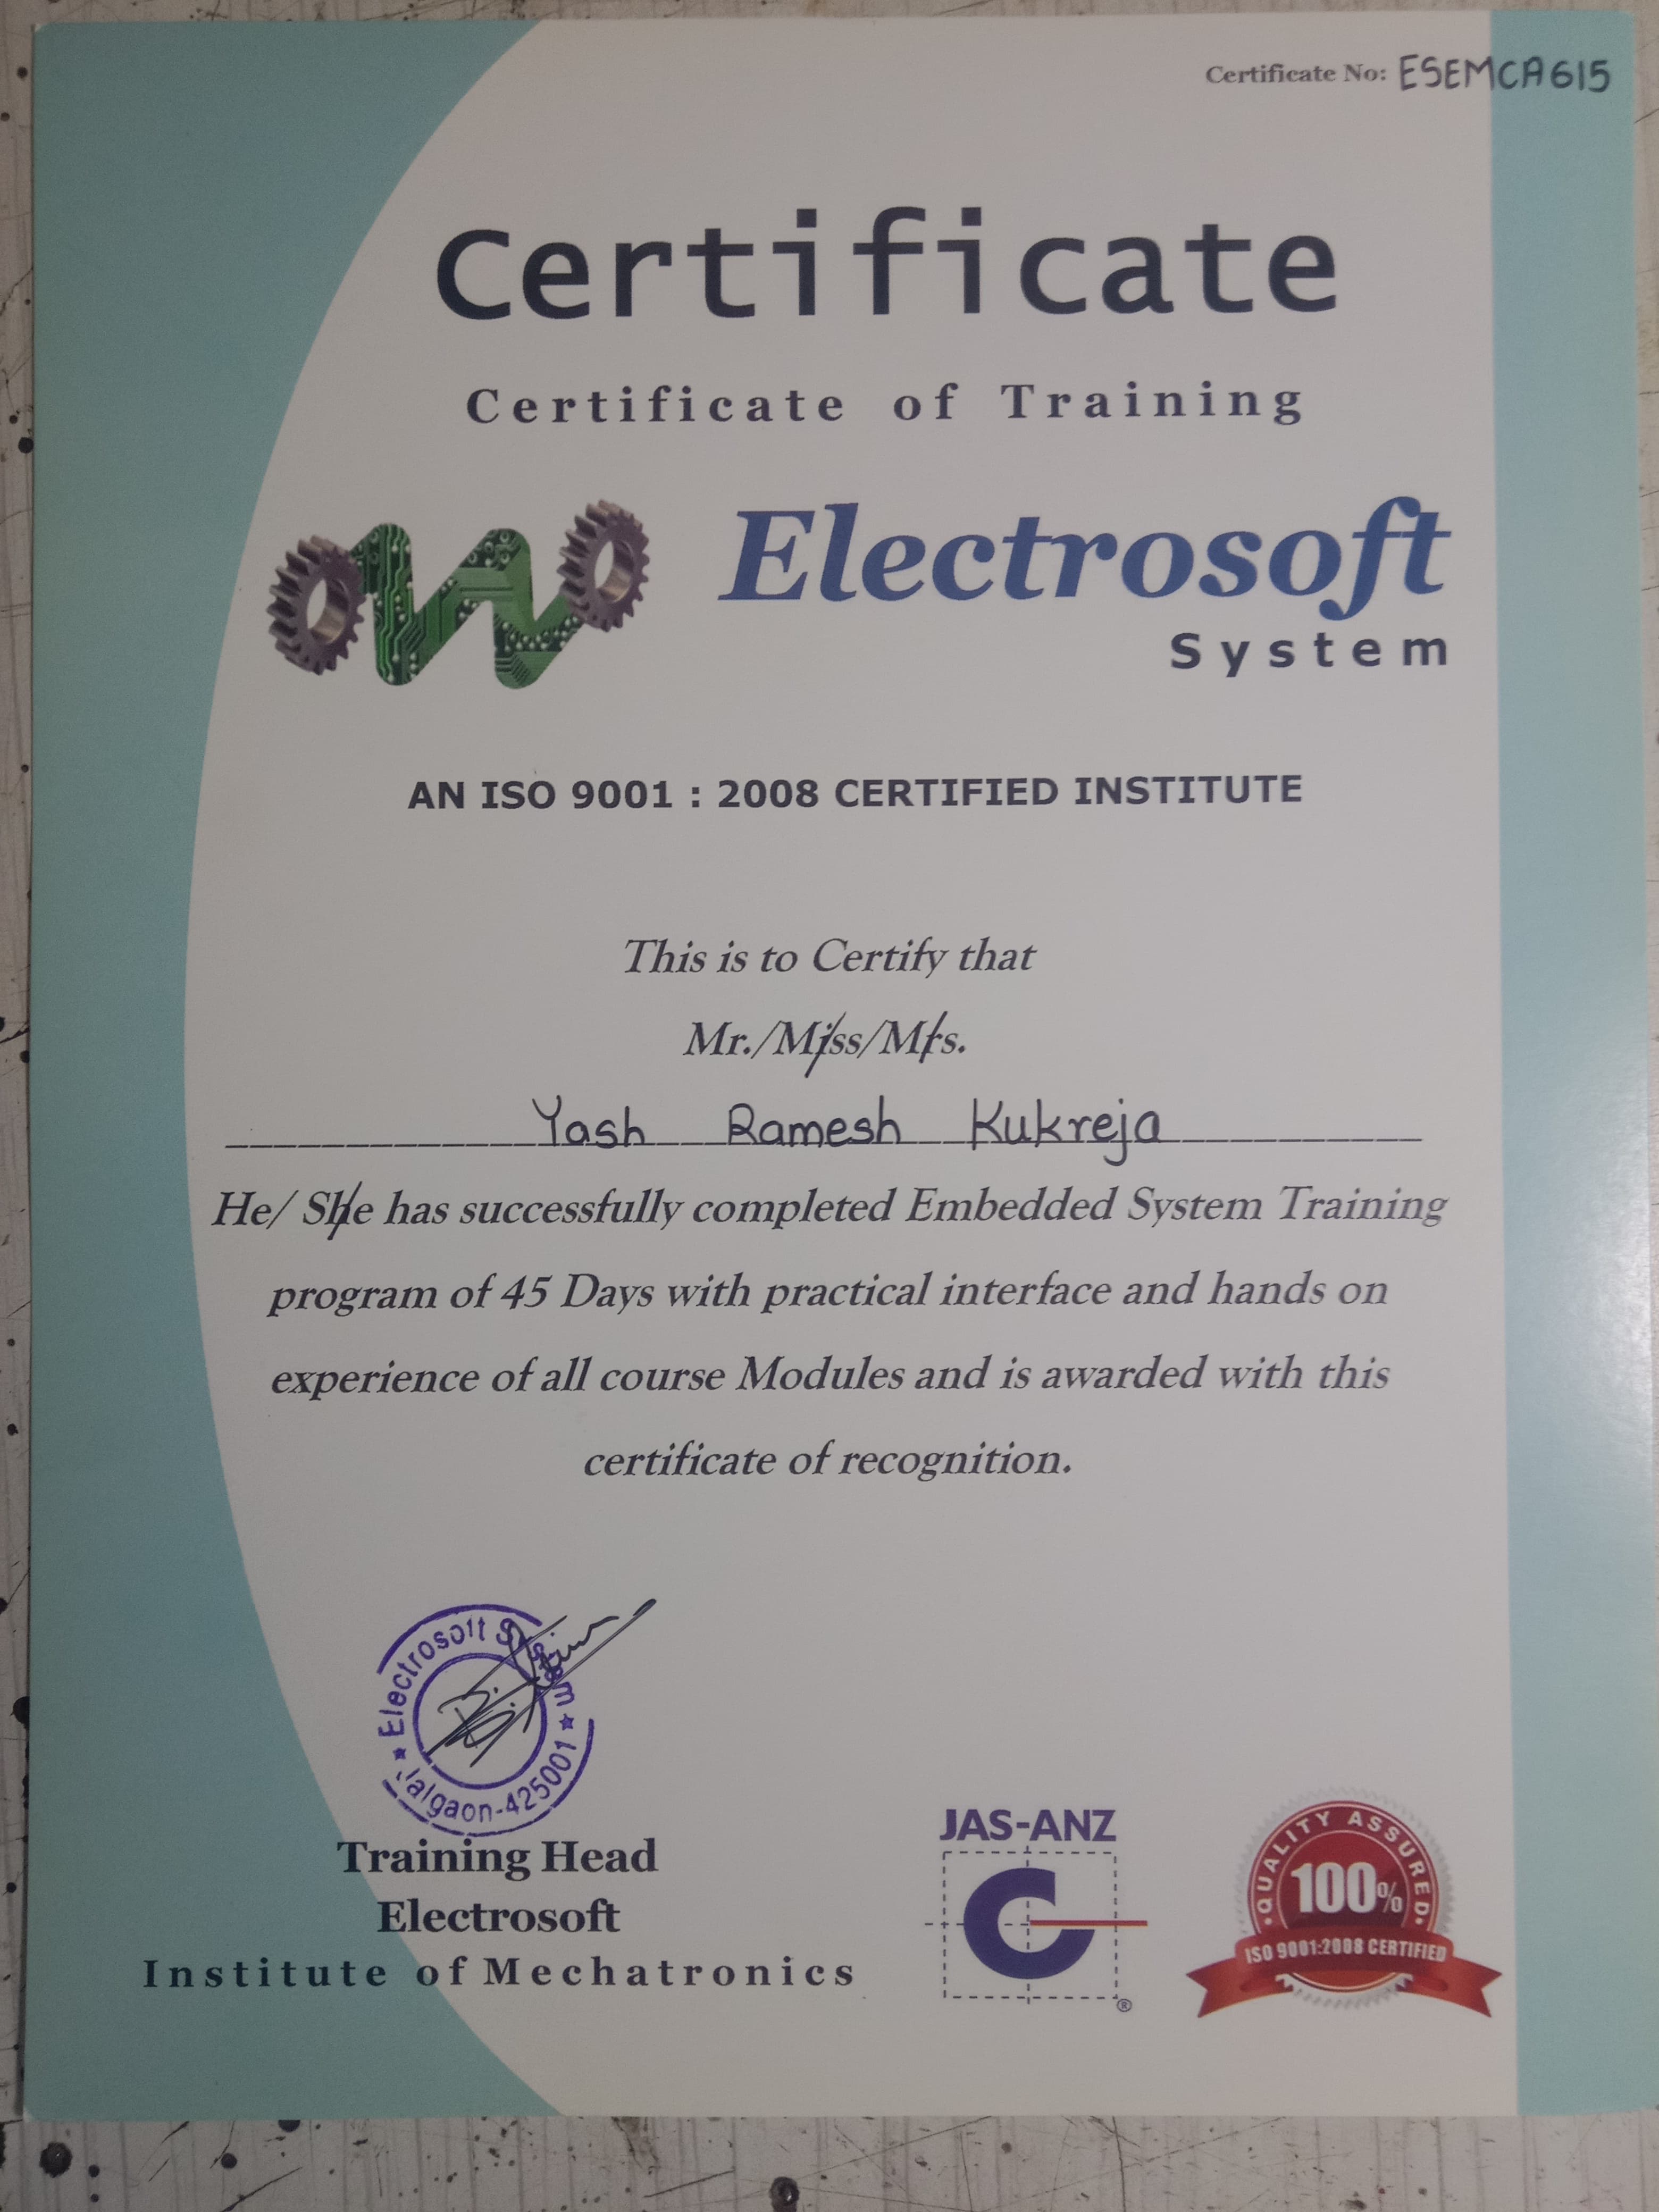 Certificate No: ESEMCA615
Certificate
Certificate of Training
Electrosoft
System
AN ISO 9001 : 2008 CERTIFIED INSTITUTE
This is to Certify that
Mr./Miss/Mrs.
Yash Ramesh Kukreja
He/ She has successfully completed Embedded System Training
program of 45 Days with practical interface and hands on
experience of all course Modules and is awarded with this
certificate of recognition.
Electrosoft System
Jalgaon-425001
Training Head
Electrosoft
Institute of Mechatronics
JAS-ANZ
®
QUALITY ASSURED
100%
ISO 9001:2008 CERTIFIED